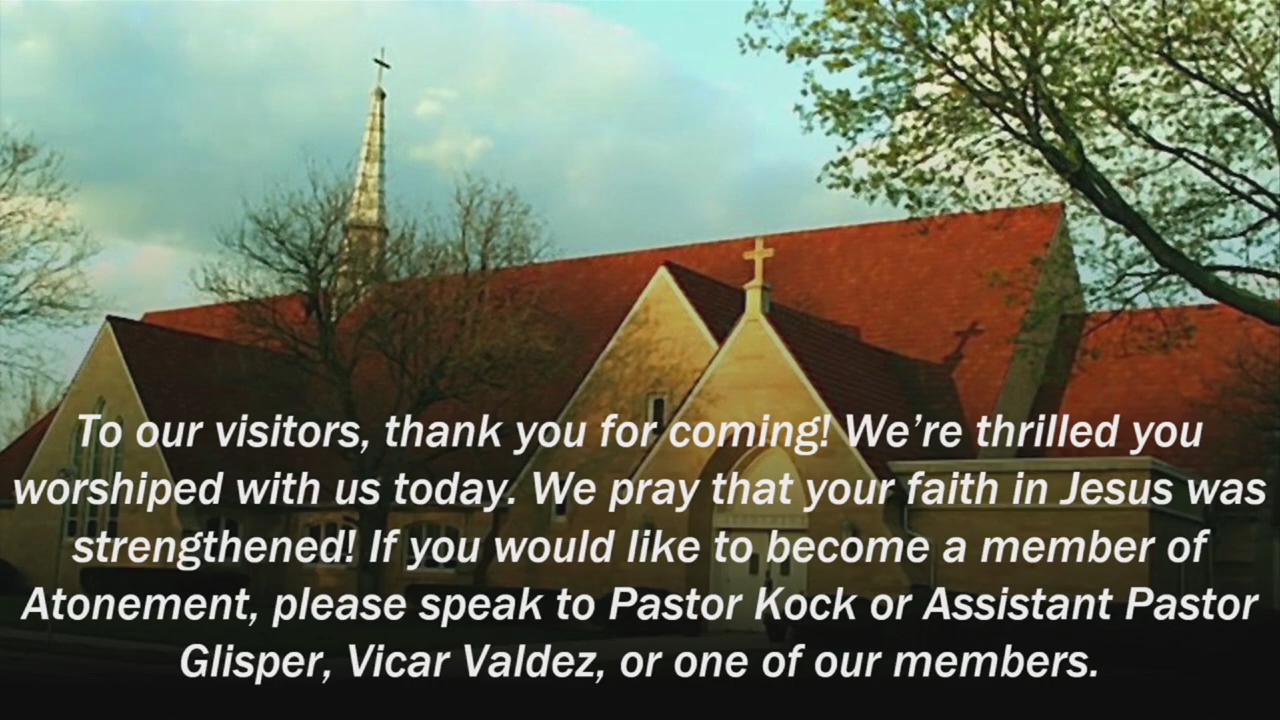 To our visitors, thank you for coming! We’re thrilled you
worshiped with us today. We pray that your faith in Jesus was
strengthened! If you would like to become a member of
Atonement, please speak to Pastor Kock or Assistant Pastor
Glisper, Vicar Valdez, or one of our members.